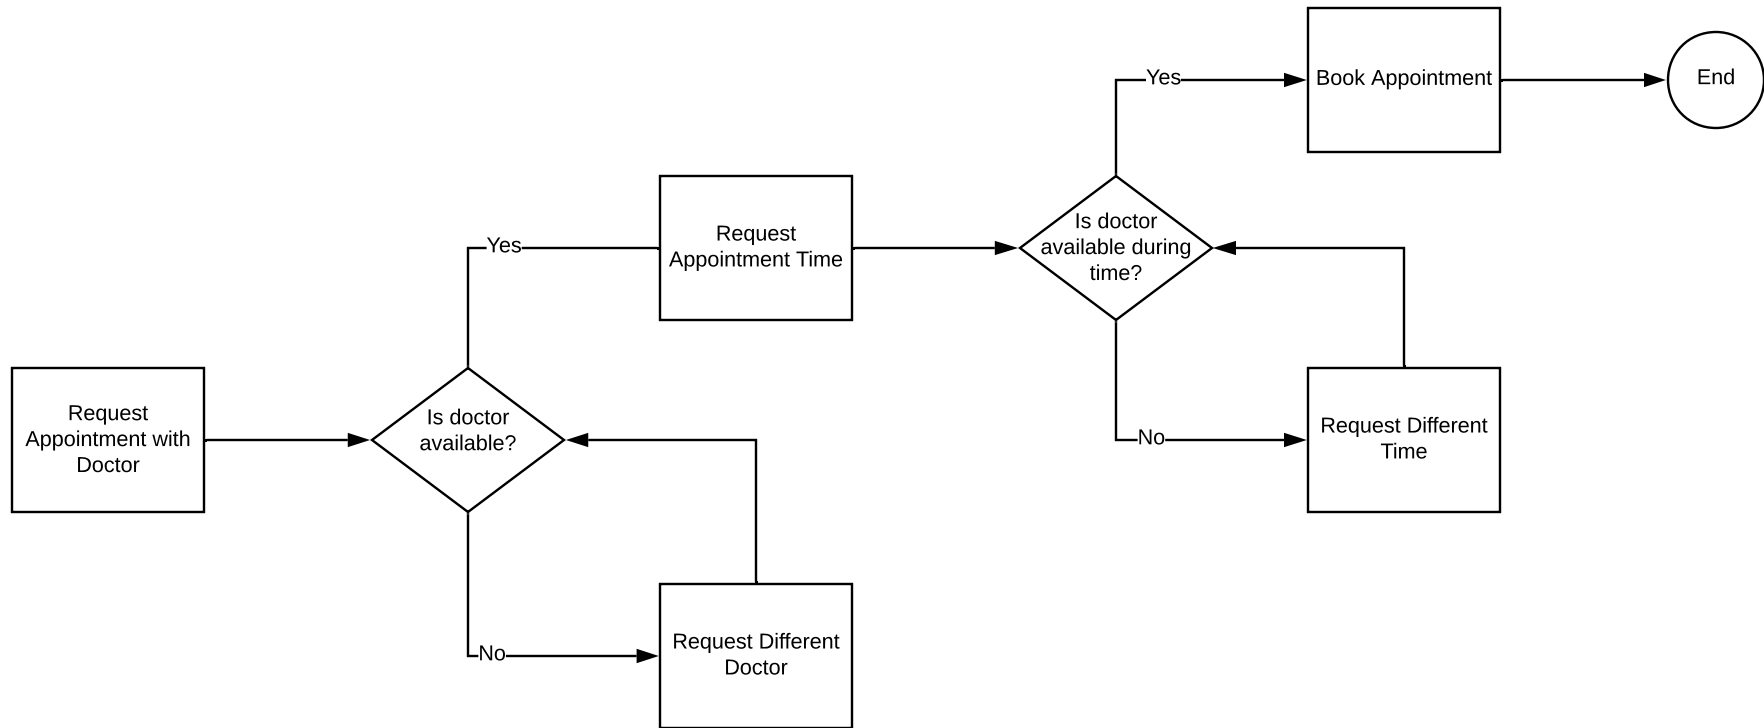 Request
Appointment with
Doctor
Is doctor
available?
Yes
No
Request Different
Doctor
Request
Appointment Time
Is doctor
available during
time?
Yes
No
Request Different
Time
Book Appointment
End